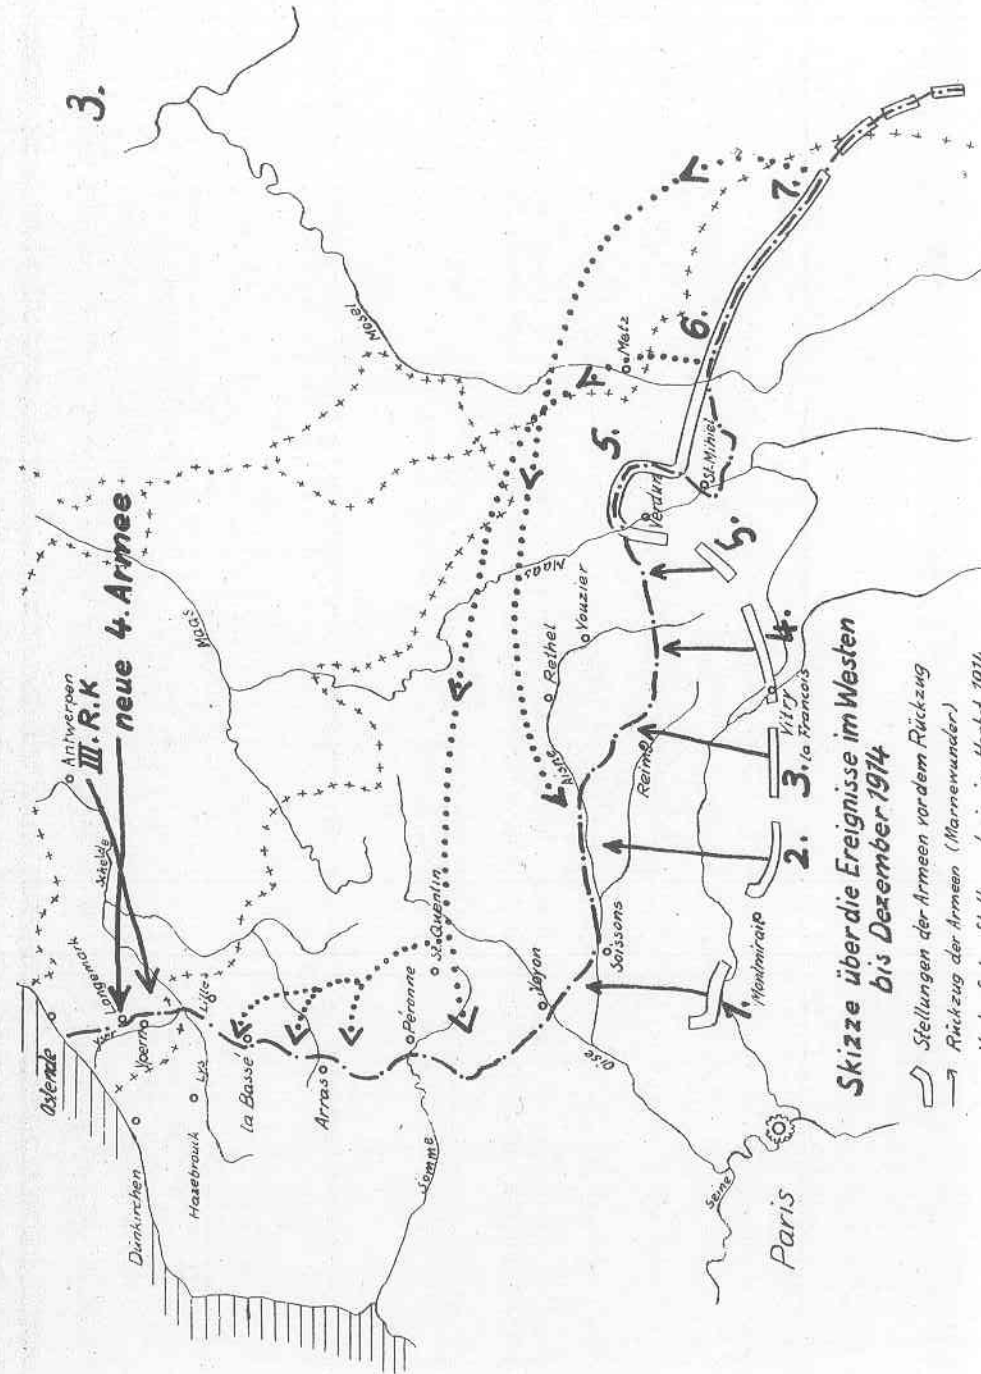 3.
Ostende
Dünkirchen
Hazebrouik
Lys
Yser
Langemark
Ypern
Lille
la Bassé
Arras
Somme
Péronne
St. Quentin
Noyon
Oise
Soissons
Schelde
Antwerpen
III. R.K
neue 4. Armee
Maas
Mosel
Maas
Aisne
Rethel
Vouzier
Reims
Verdun
St-Mihiel
Metz
5.
6.
7.
1.
Montmirail
2.
3.
Vitry
la Francois
4.
5.
Seine
Paris
Skizze über die Ereignisse im Westen
bis Dezember 1914
Stellungen der Armeen vor dem Rückzug
Rückzug der Armeen (Marnewunder)